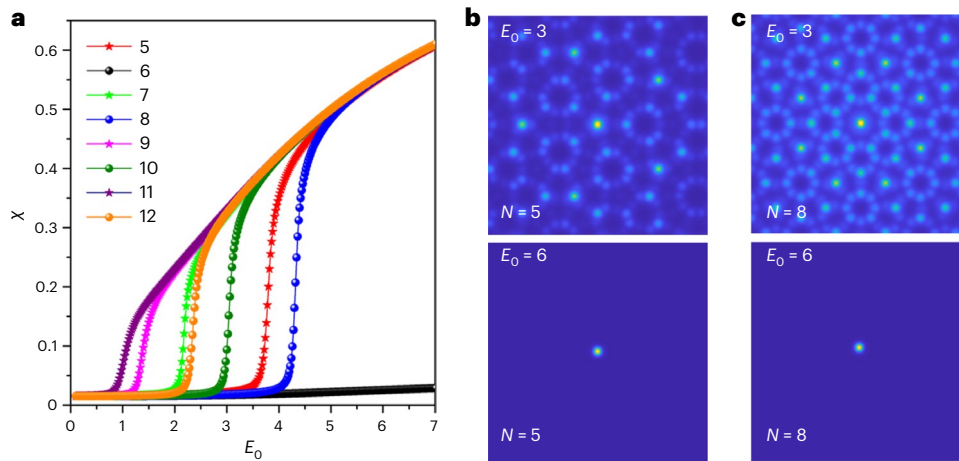 a
0.6
0.5
0.4
0.3
0.2
0.1
0
χ
5
6
7
8
9
10
11
12
0 1 2 3 4 5 6 7
E0
b
E0 = 3
N = 5
E0 = 6
N = 5
c
E0 = 3
N = 8
E0 = 6
N = 8